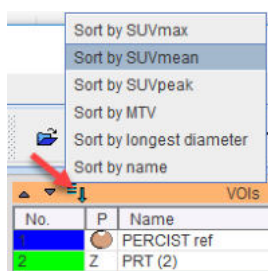 Sort by SUVmax
Sort by SUVmean
Sort by SUVpeak
Sort by MTV
Sort by longest diameter
Sort by name
VOIs
No. P Name
1 PERCIST ref
2 Z PRT (2)